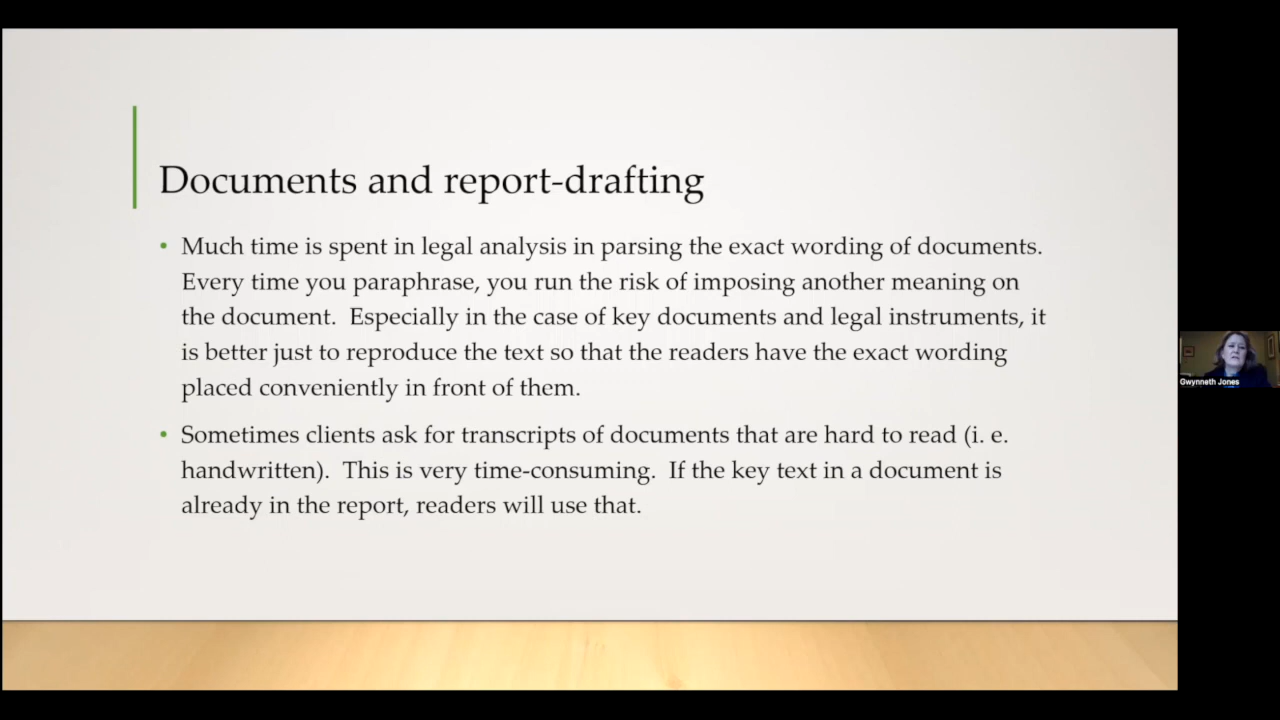 Documents and report-drafting
• Much time is spent in legal analysis in parsing the exact wording of documents.
Every time you paraphrase, you run the risk of imposing another meaning on
the document.  Especially in the case of key documents and legal instruments, it
is better just to reproduce the text so that the readers have the exact wording
placed conveniently in front of them.
• Sometimes clients ask for transcripts of documents that are hard to read (i. e.
handwritten).  This is very time-consuming.  If the key text in a document is
already in the report, readers will use that.
Gwynneth Jones